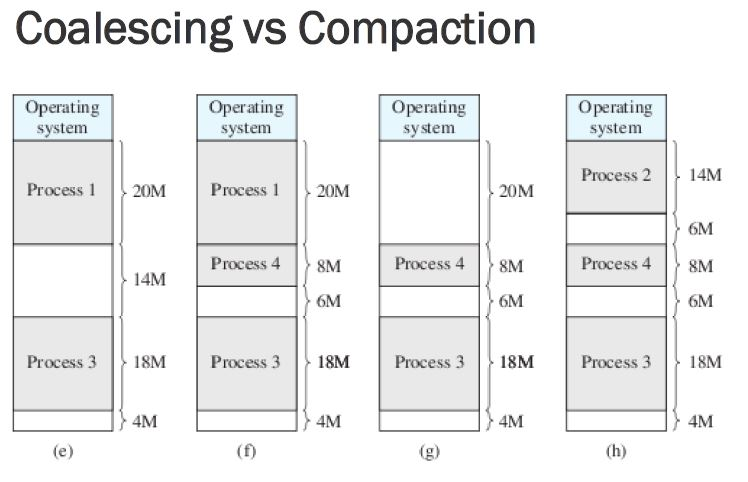 Coalescing vs Compaction
Operating
system
Process 1
20M
14M
Process 3
18M
4M
(e)
Operating
system
Process 1
20M
Process 4
8M
6M
Process 3
18M
4M
(f)
Operating
system
20M
Process 4
8M
6M
Process 3
18M
4M
(g)
Operating
system
Process 2
14M
6M
Process 4
8M
6M
Process 3
18M
4M
(h)